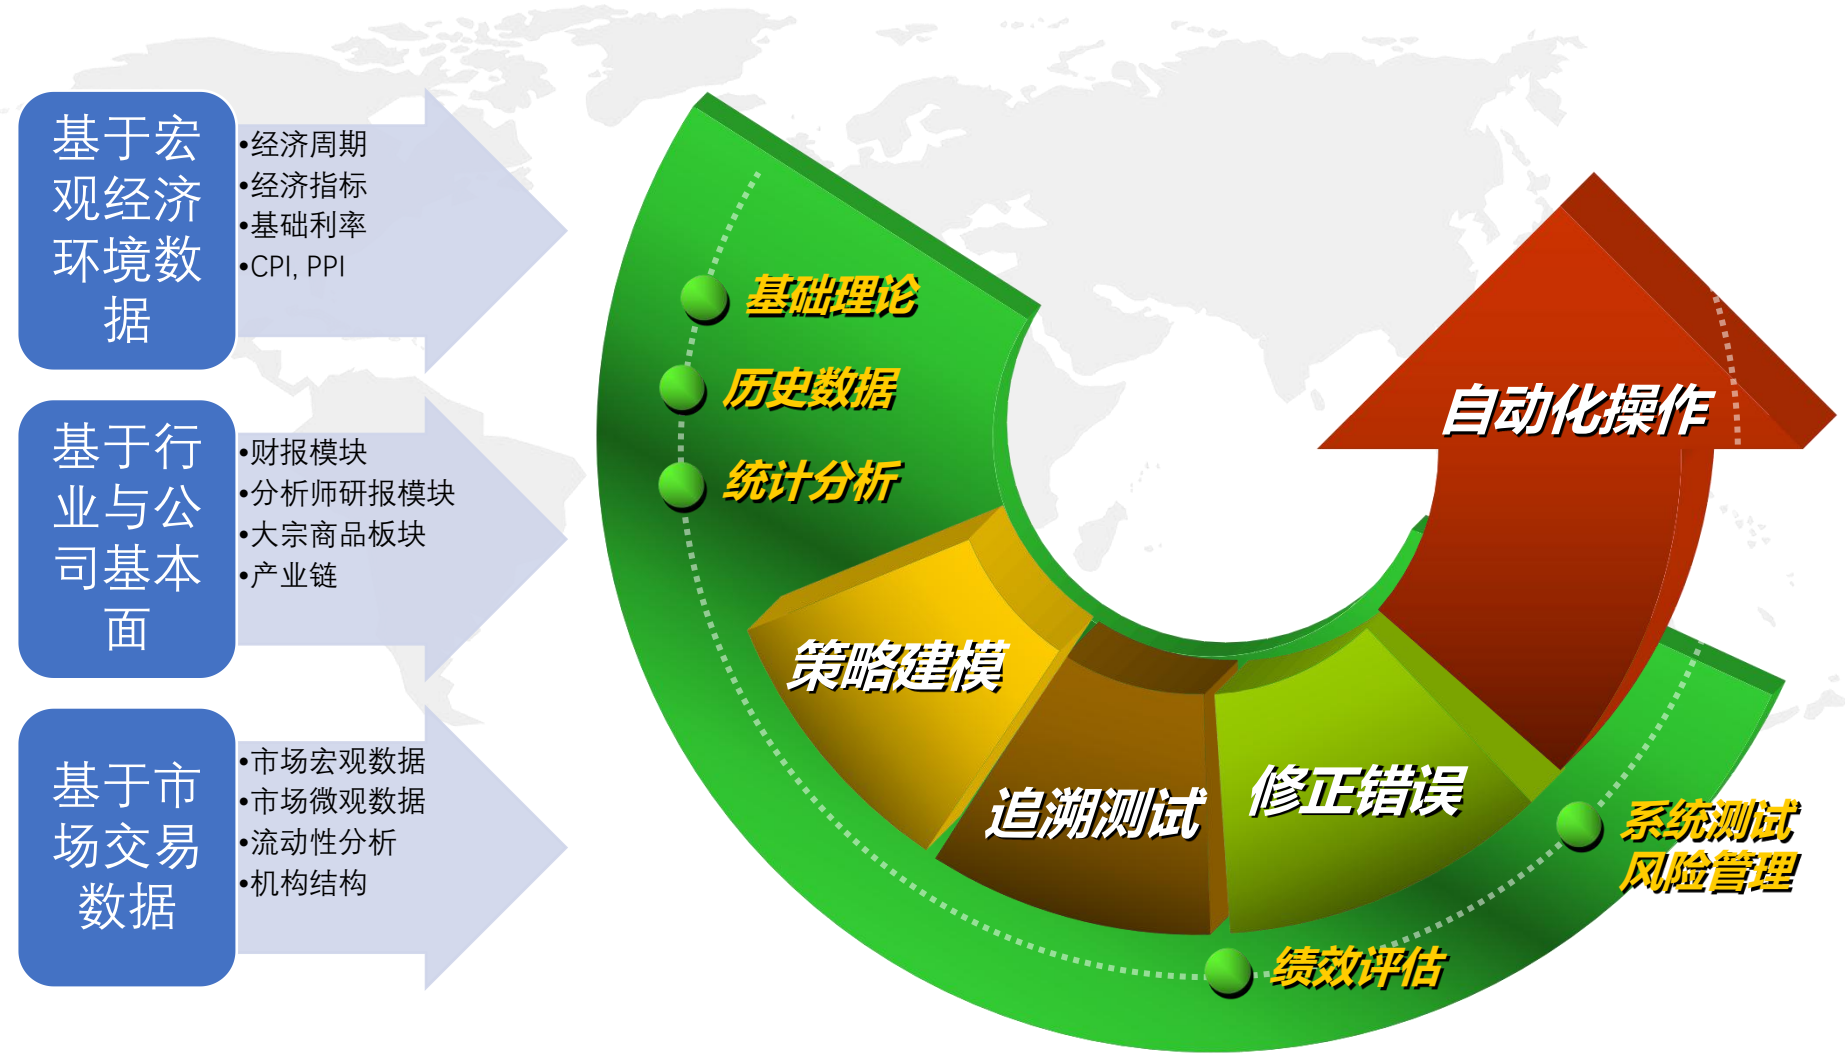 基于宏
观经济
环境数
据
•经济周期
•经济指标
•基础利率
•CPI, PPI
基于行
业与公
司基本
面
•财报模块
•分析师研报模块
•大宗商品板块
•产业链
基于市
场交易
数据
•市场宏观数据
•市场微观数据
•流动性分析
•机构结构
基础理论
历史数据
统计分析
策略建模
追溯测试
修正错误
自动化操作
系统测试
风险管理
绩效评估